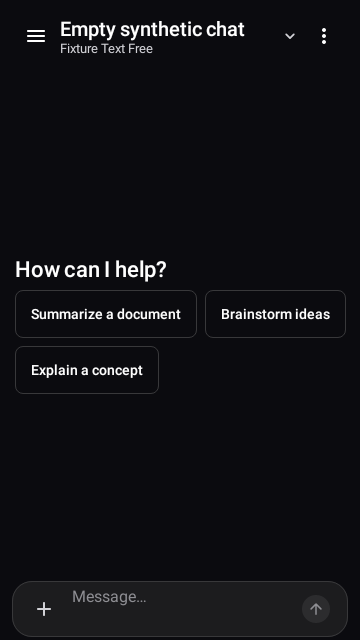 Empty synthetic chat
Fixture Text Free
How can I help?
Summarize a document
Brainstorm ideas
Explain a concept
Message…